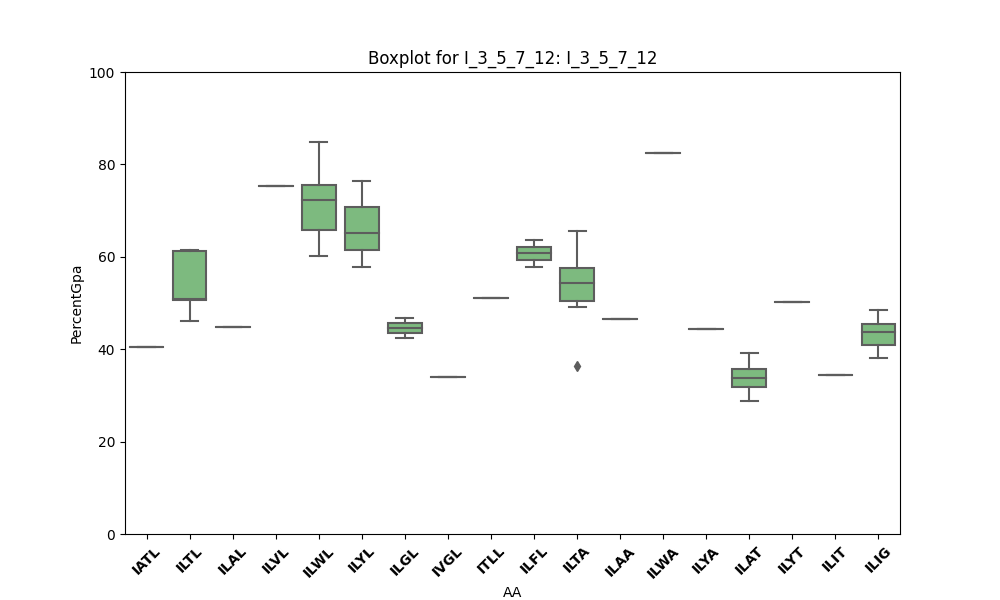 Boxplot for I_3_5_7_12: I_3_5_7_12
100
80
60
40
20
0
PercentGpa
IATL ILTL ILAL ILVL ILWL ILYL ILGL IVGL ITLL ILFL ILTA ILAA ILWA ILYA ILAT ILYT ILIT ILIG
AA